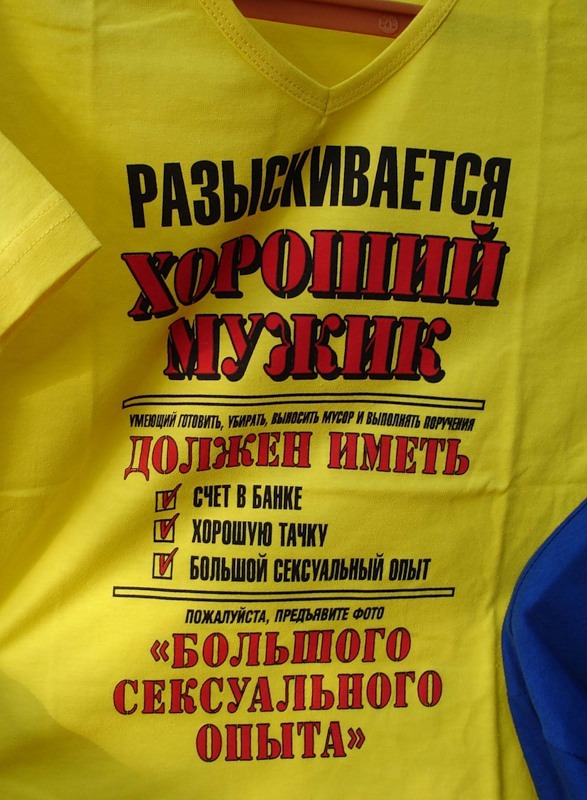 РАЗЫСКИВАЕТСЯ
ХОРОШИЙ
МУЖИК
УМЕЮЩИЙ ГОТОВИТЬ, УБИРАТЬ, ВЫНОСИТЬ МУСОР И ВЫПОЛНЯТЬ ПОРУЧЕНИЯ
ДОЛЖЕН ИМЕТЬ
СЧЕТ В БАНКЕ
ХОРОШУЮ ТАЧКУ
БОЛЬШОЙ СЕКСУАЛЬНЫЙ ОПЫТ
ПОЖАЛУЙСТА, ПРЕДЪЯВИТЕ ФОТО
«БОЛЬШОГО
СЕКСУАЛЬНОГО
ОПЫТА»